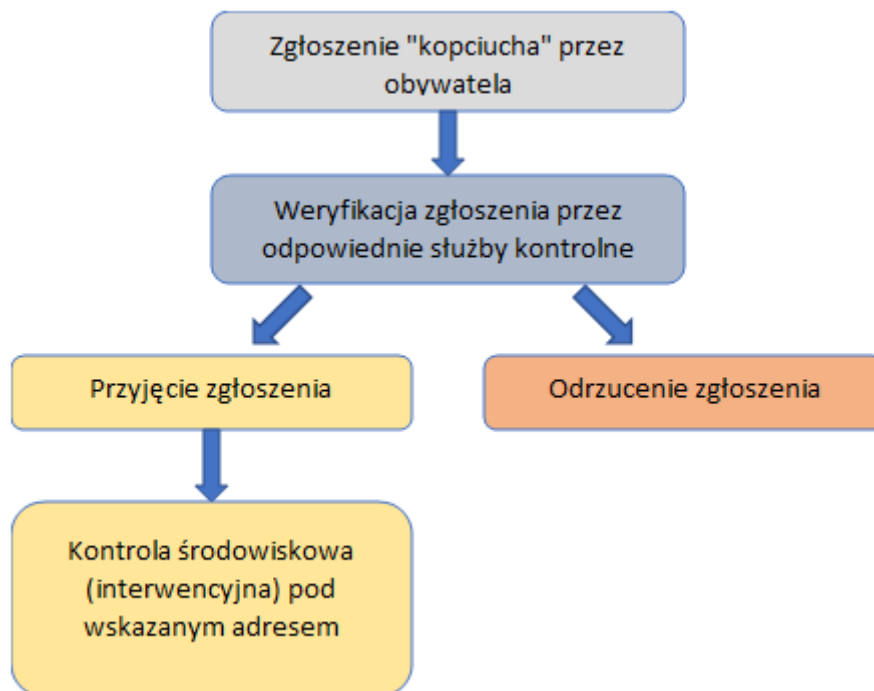 Zgłoszenie "kopciucha" przez
obywatela
Weryfikacja zgłoszenia przez
odpowiednie służby kontrolne
Przyjęcie zgłoszenia
Odrzucenie zgłoszenia
Kontrola środowiskowa
(interwencyjna) pod
wskazanym adresem